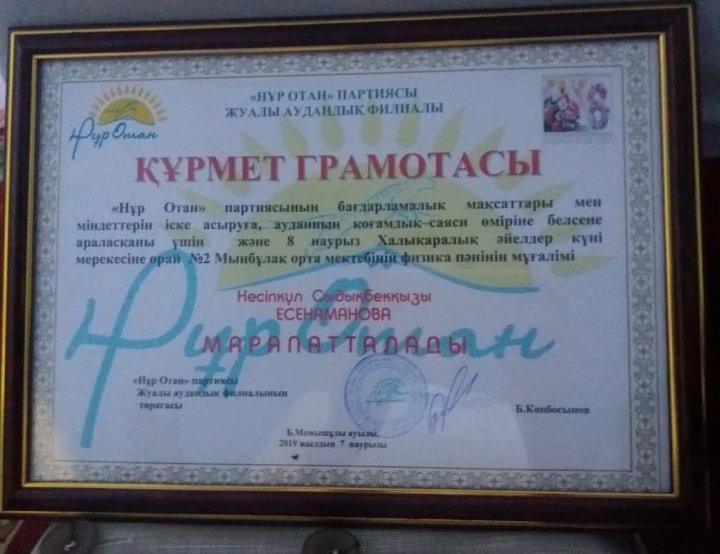 «НҰР ОТАН» ПАРТИЯСЫ
ЖУАЛЫ АУДАНДЫҚ ФИЛИАЛЫ
8
Нұр Отан
ҚҰРМЕТ ГРАМОТАСЫ
«Нұр Отан» партиясының бағдарламалық мақсаттары мен
міндеттерін іске асыруға, ауданның қоғамдық–саяси өміріне белсене
араласқаны үшін және 8 наурыз Халықаралық әйелдер күні
мерекесіне орай №2 Мыңбұлақ орта мектебінің физика пәнінің мұғалімі
Несіпкүл Сыдықбекқызы
ЕСЕНАМАНОВА
Нұр Отан
МАРАПАТТАЛАДЫ
«Нұр Отан» партиясы
Жуалы аудандық филиалының
төрағасы
Б.Көпбосынов
Б.Момышұлы ауылы,
2019 жылдың 7 наурызы